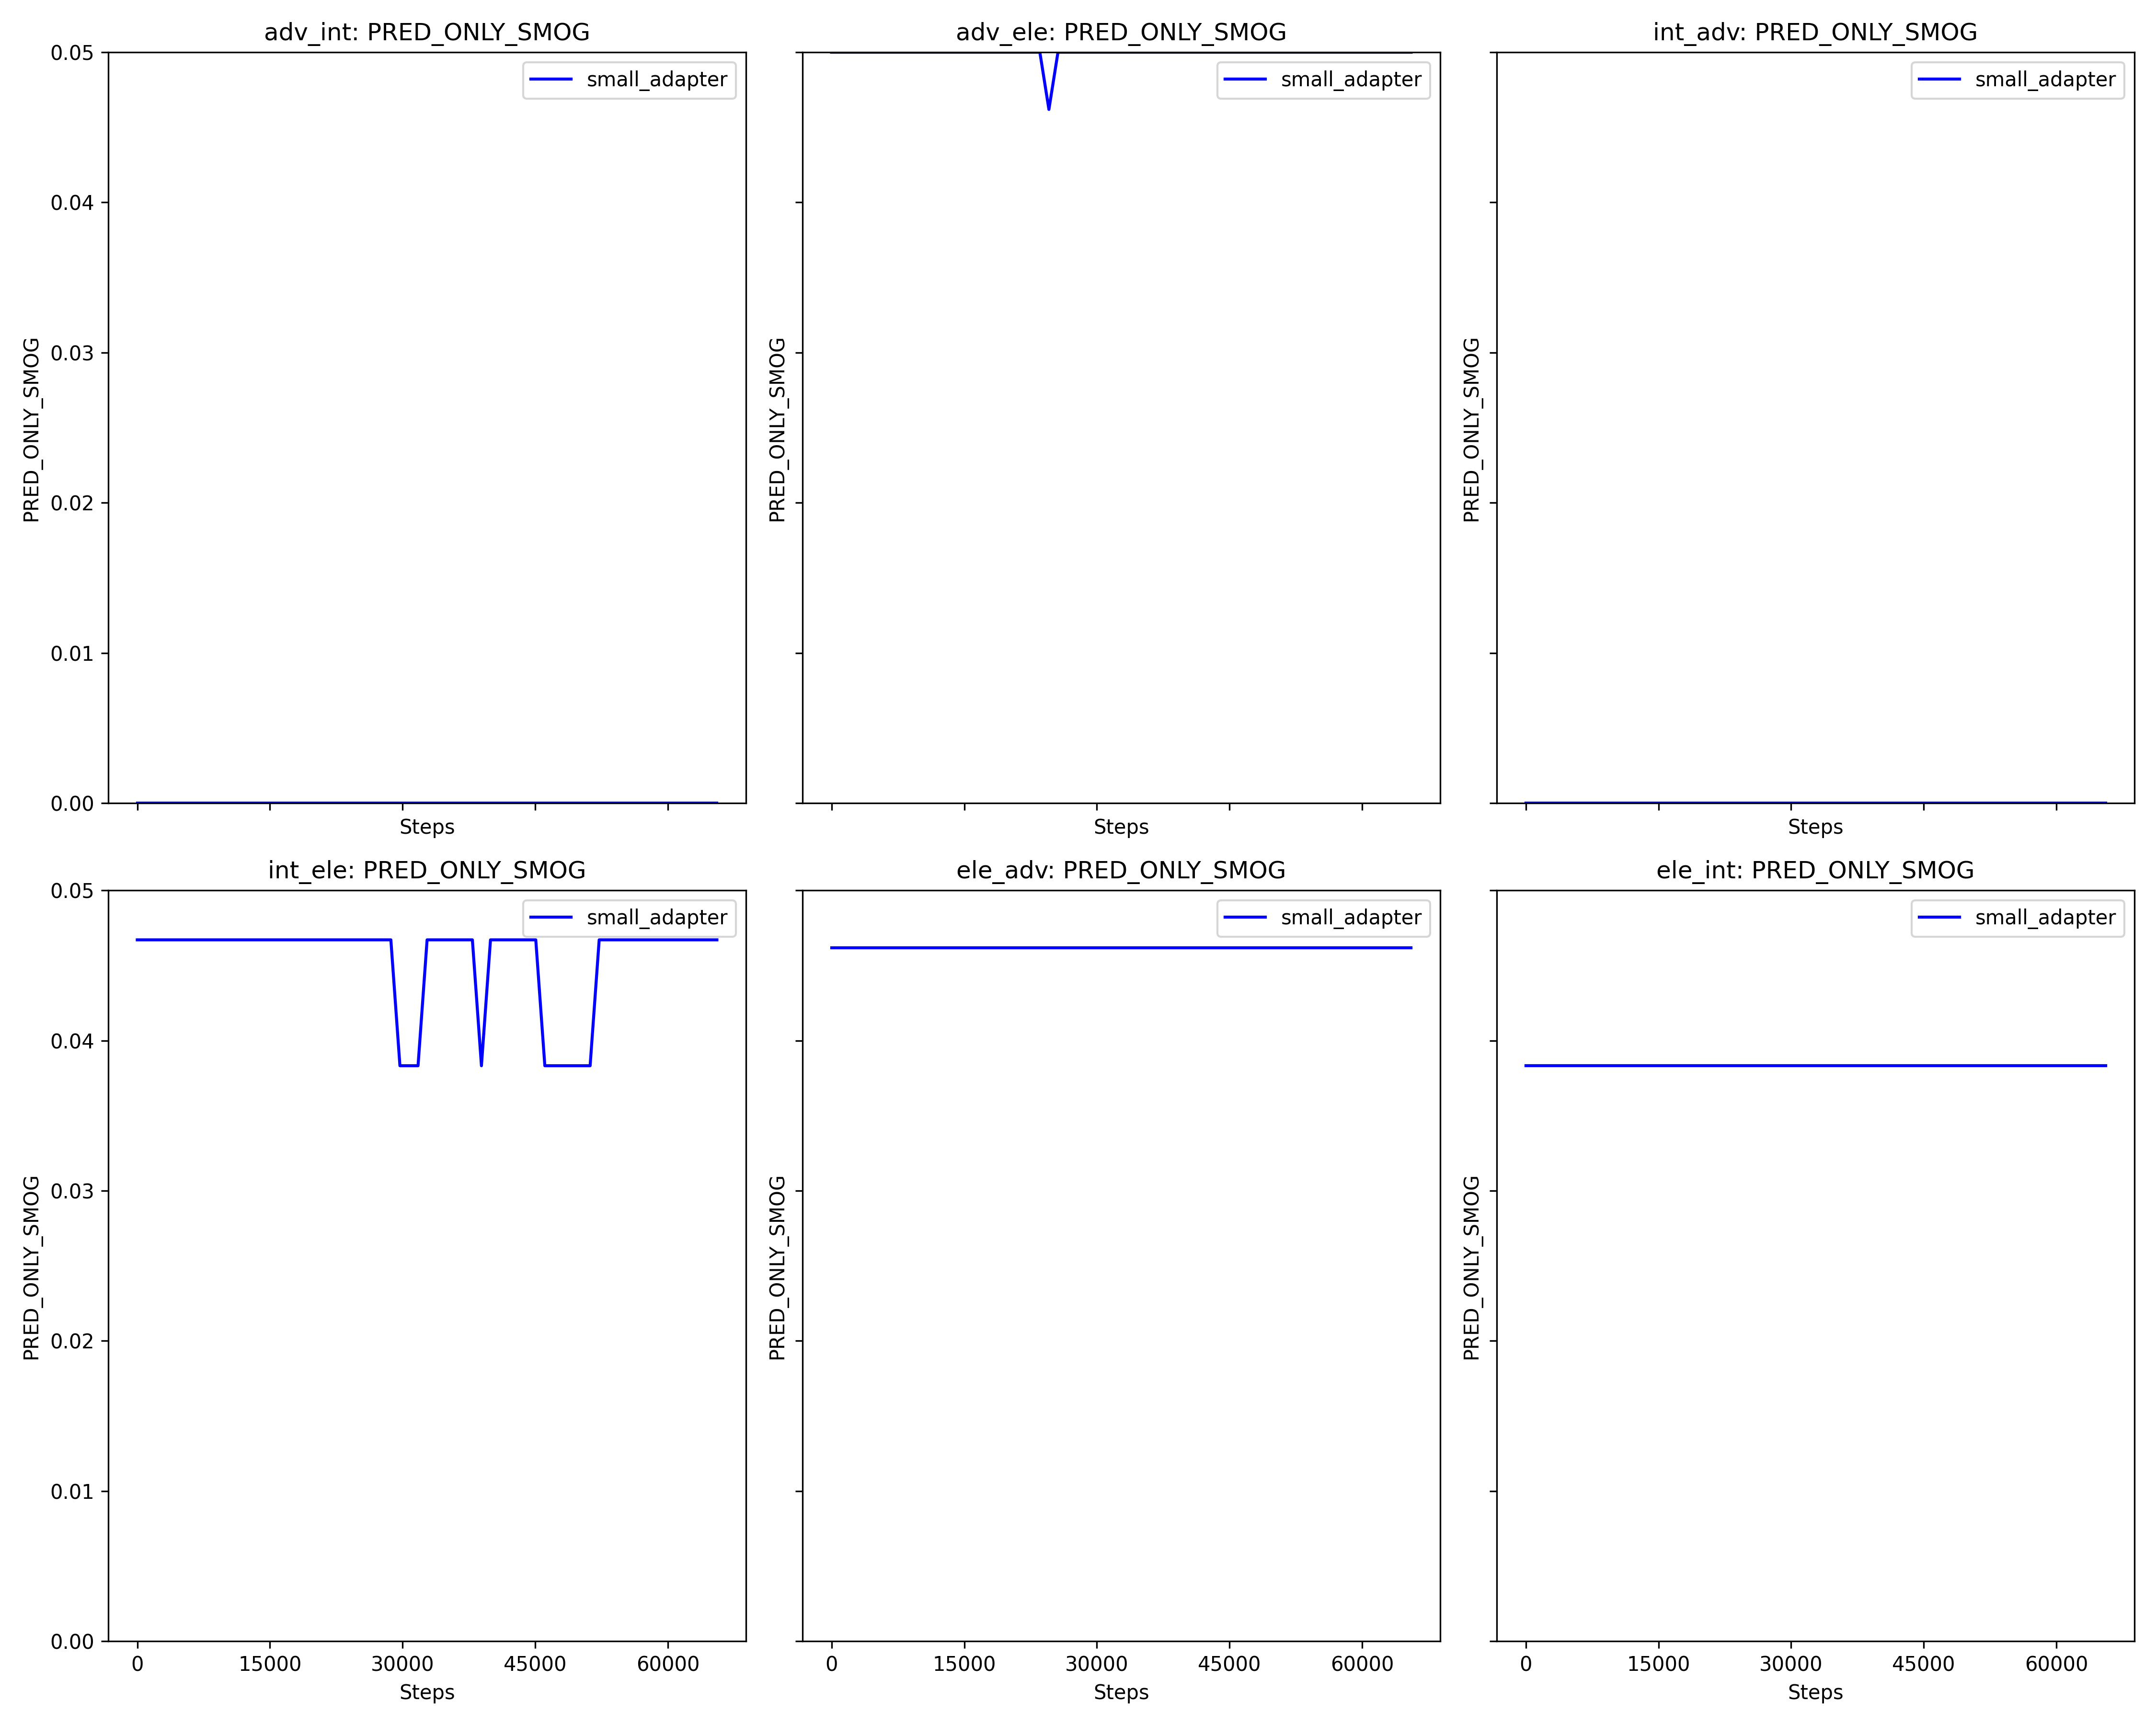 adv_int: PRED_ONLY_SMOG
adv_ele: PRED_ONLY_SMOG
int_adv: PRED_ONLY_SMOG
0.05
0.04
0.03
0.02
0.01
0.00
PRED_ONLY_SMOG
small_adapter
Steps
PRED_ONLY_SMOG
small_adapter
Steps
PRED_ONLY_SMOG
small_adapter
Steps
int_ele: PRED_ONLY_SMOG
ele_adv: PRED_ONLY_SMOG
ele_int: PRED_ONLY_SMOG
0.05
0.04
0.03
0.02
0.01
0.00
PRED_ONLY_SMOG
small_adapter
0 15000 30000 45000 60000
Steps
PRED_ONLY_SMOG
small_adapter
0 15000 30000 45000 60000
Steps
PRED_ONLY_SMOG
small_adapter
0 15000 30000 45000 60000
Steps